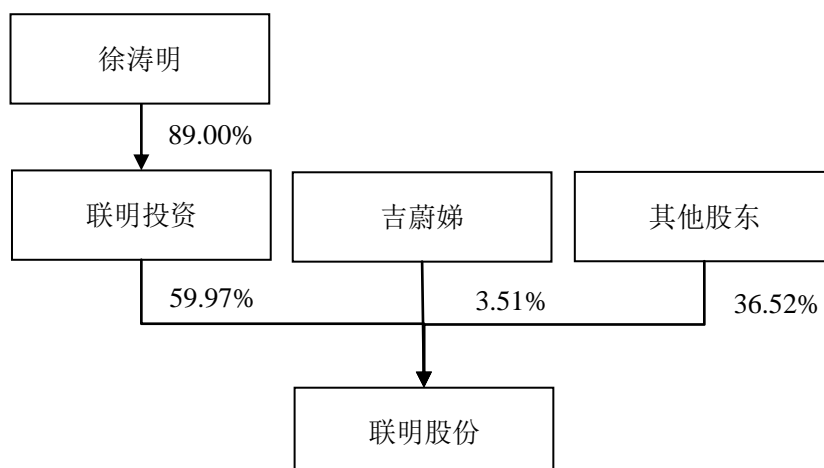 徐涛明
89.00%
联明投资
吉蔚娣
其他股东
59.97%
3.51%
36.52%
联明股份